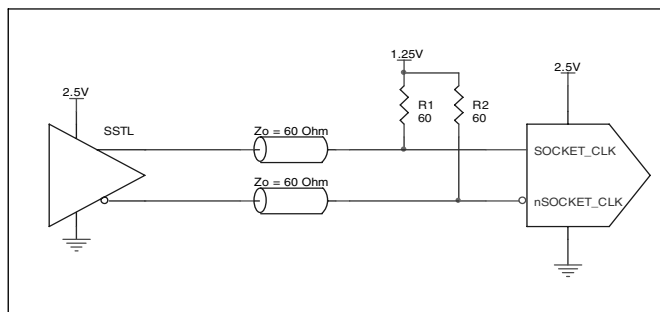 1.25V
2.5V
2.5V
R1
60
R2
60
SSTL
Zo = 60 Ohm
SOCKET_CLK
Zo = 60 Ohm
nSOCKET_CLK